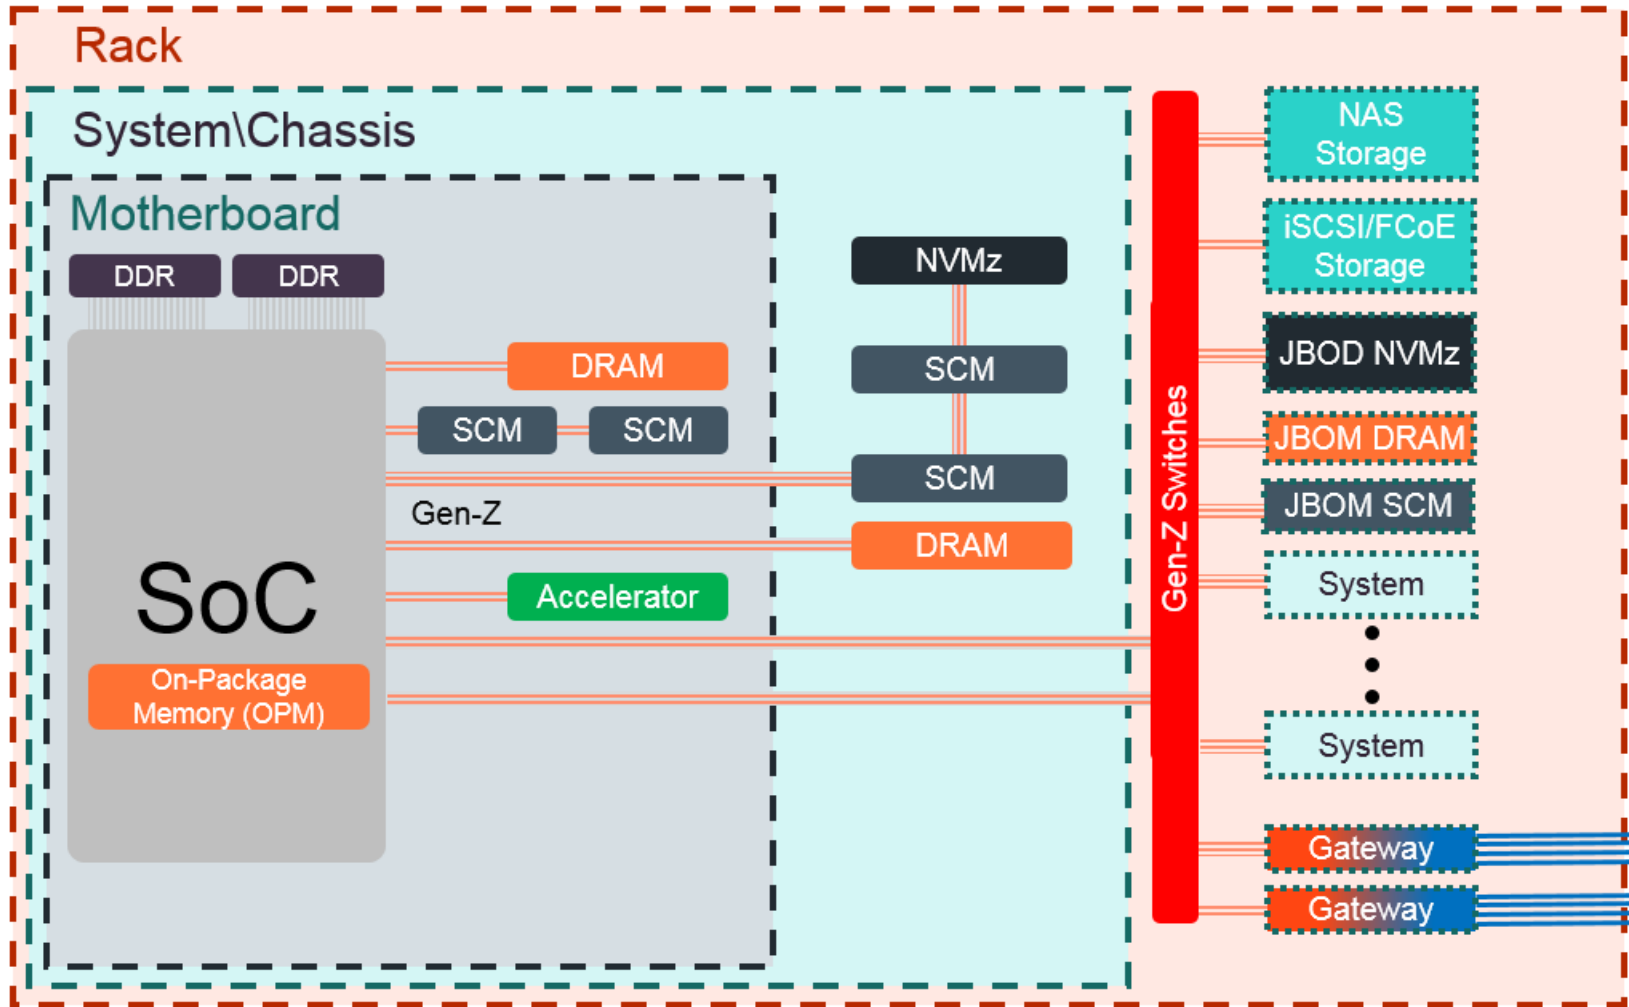 Rack
System\Chassis
Motherboard
DDR
DDR
DRAM
SCM
SCM
Gen-Z
SoC
Accelerator
On-Package
Memory (OPM)
NVMz
SCM
SCM
DRAM
Gen-Z Switches
NAS
Storage
iSCSI/FCoE
Storage
JBOD NVMz
JBOM DRAM
JBOM SCM
System
System
Gateway
Gateway